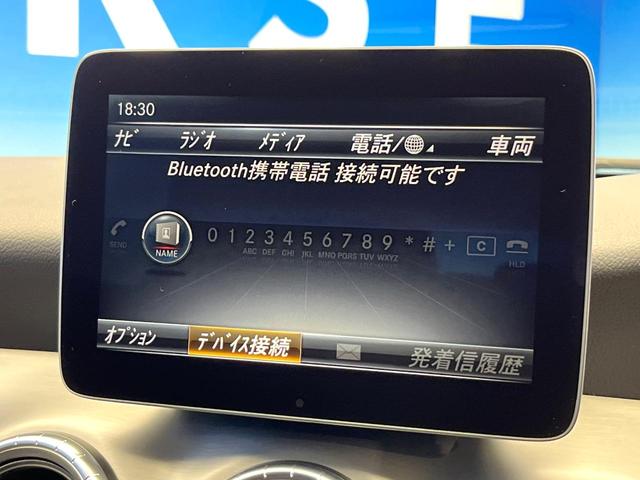 18:30
ナビ ラジオ メディア 電話/ 車両
Bluetooth携帯電話 接続可能です
0 1 2 3 4 5 6 7 8 9 * # + C
SEND NAME ABC DEF GHI JKL MNO PQRS TUV WXYZ HLD
オプション デバイス接続 発着信履歴